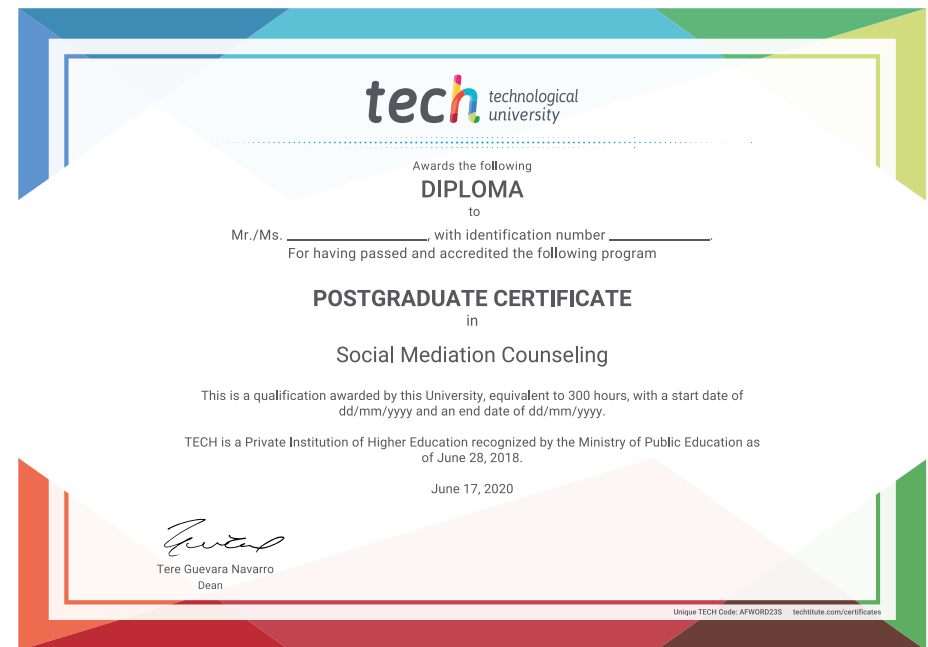 tech technological
university
Awards the following
DIPLOMA
to
Mr./Ms. ____________, with identification number ____________.
For having passed and accredited the following program
POSTGRADUATE CERTIFICATE
in
Social Mediation Counseling
This is a qualification awarded by this University, equivalent to 300 hours, with a start date of
dd/mm/yyyy and an end date of dd/mm/yyyy.
TECH is a Private Institution of Higher Education recognized by the Ministry of Public Education as
of June 28, 2018.
June 17, 2020
Tere Guevara Navarro
Dean
Unique TECH Code: AFWORD23S techtitute.com/certificates